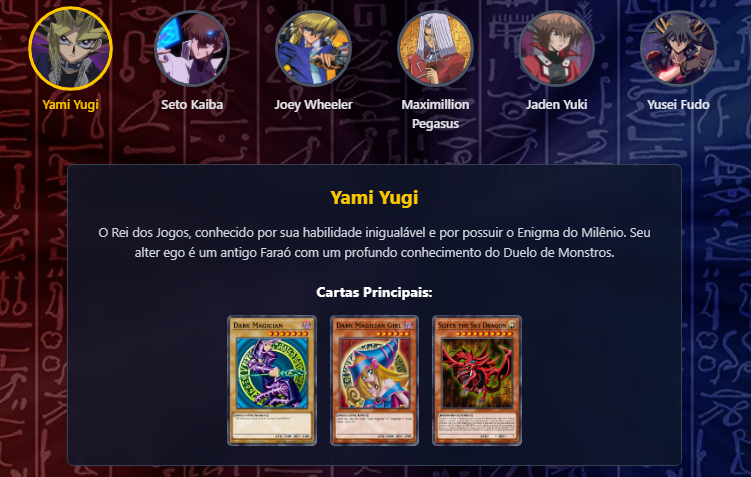 Yami Yugi
Seto Kaiba
Joey Wheeler
Maximillion
Pegasus
Jaden Yuki
Yusei Fudo
Yami Yugi
O Rei dos Jogos, conhecido por sua habilidade inigualável e por possuir o Enigma do Milênio. Seu
alter ego é um antigo Faraó com um profundo conhecimento do Duelo de Monstros.
Cartas Principais:
Dark Magician
Dark Magician Girl
Slifer the Sky Dragon